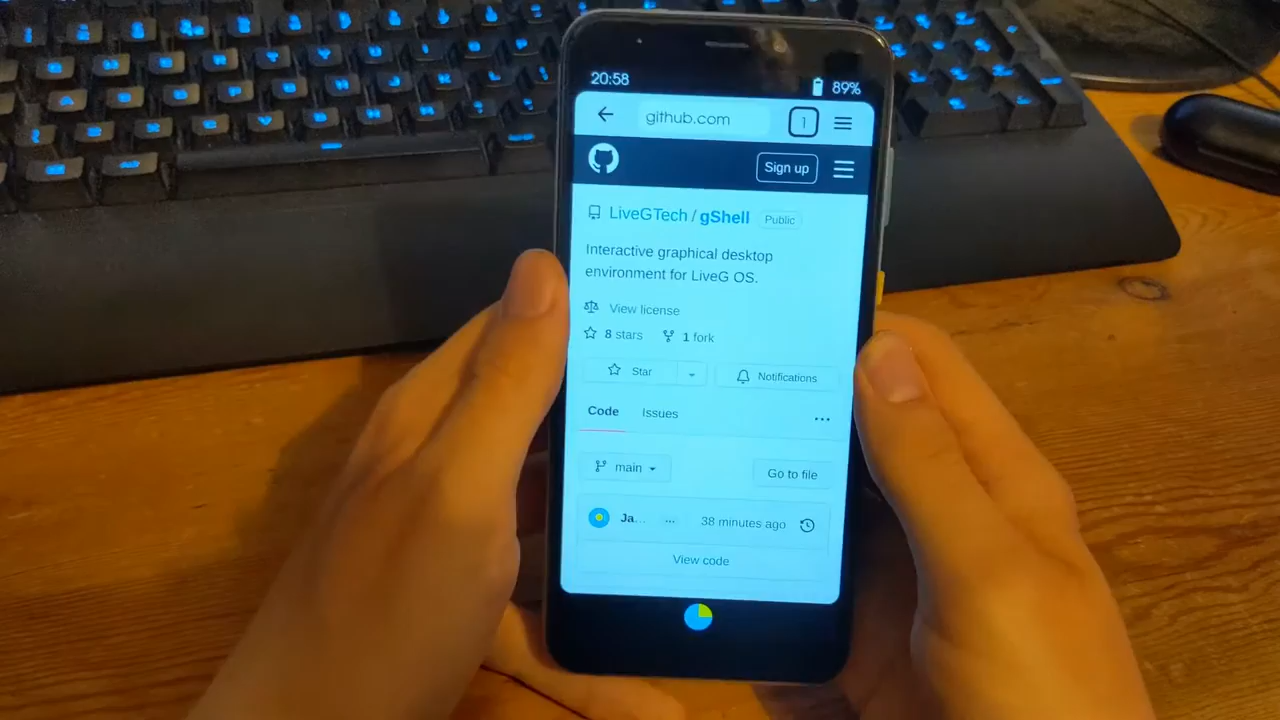 20:58
89%
github.com
1
Sign up
LiveGTech / gShell Public
Interactive graphical desktop
environment for LiveG OS.
View license
8 stars 1 fork
Star Notifications
Code Issues ...
main Go to file
Ja... ... 38 minutes ago
View code